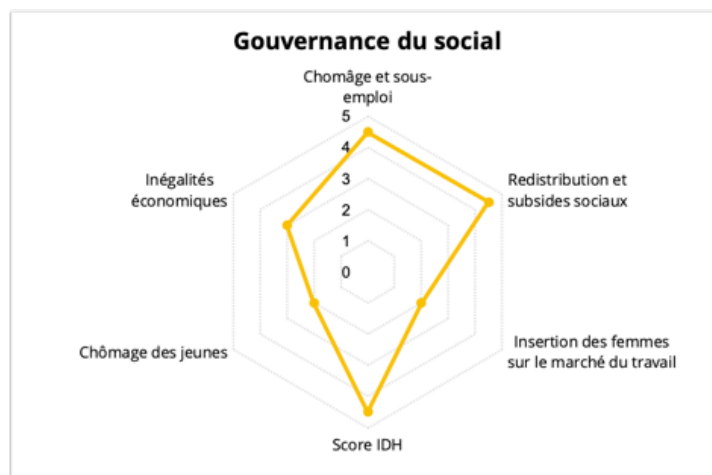 Gouvernance du social
Chomâge et sous-
emploi
5
4
3
2
1
0
Inégalités
économiques
Redistribution et
subsides sociaux
Chômage des jeunes
Insertion des femmes
sur le marché du travail
Score IDH